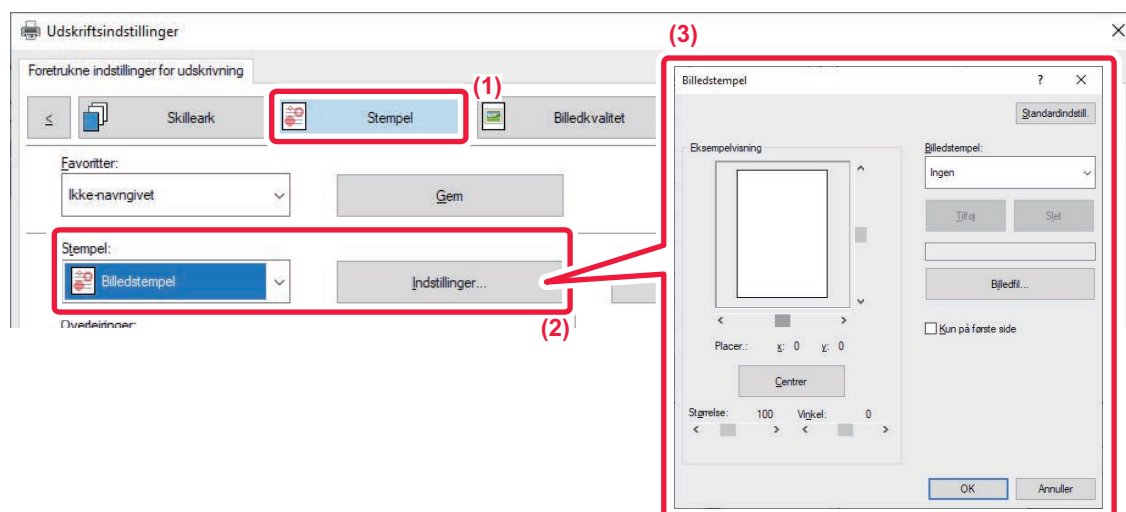 Udskriftsindstillinger
Foretrukne indstillinger for udskrivning
(1)
≤ Skilleark Stempel Billedkvalitet
Favoritter:
Ikke-navngivet Gem
Stempel:
Billedstempel Indstillinger...
(2)
Overlejringer:
(3)
Billedstempel ? X
Standardindstill.
Eksempelvisning
Billedstempel:
Ingen
Tilføj Slet
Billedfil...
Kun på første side
Placer.: x: 0 y: 0
Centrer
Størrelse: 100 Vinkel: 0
OK Annuller